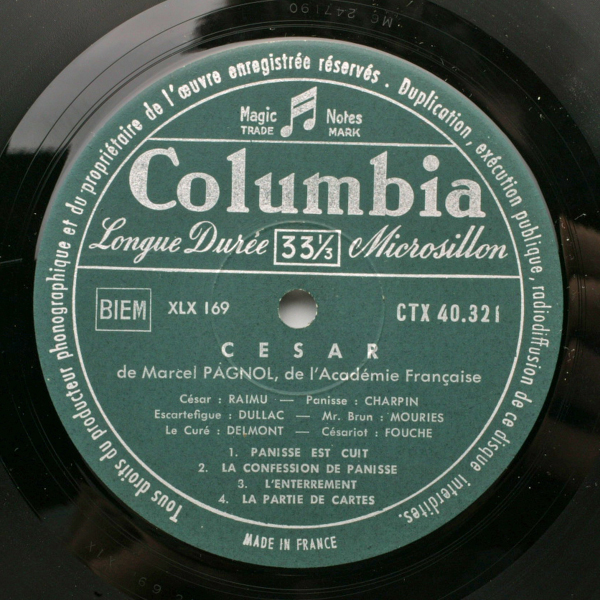 MC 247190
Tous droits du producteur phonographique et du propriétaire de l'œuvre enregistrée réservés. Duplication, exécution publique, radiodiffusion de ce disque interdites.
Magic Notes
TRADE MARK
Columbia
Longue Durée 33⅓ Microsillon
BIEM XLX 169 CTX 40.321
CESAR
de Marcel PAGNOL, de l'Académie Française
César : RAIMU — Panisse : CHARPIN
Escartefigue : DULLAC — Mr. Brun : MOURIES
Le Curé : DELMONT — Césariot : FOUCHE
1. PANISSE EST CUIT
2. LA CONFESSION DE PANISSE
3. L'ENTERREMENT
4. LA PARTIE DE CARTES
MADE IN FRANCE